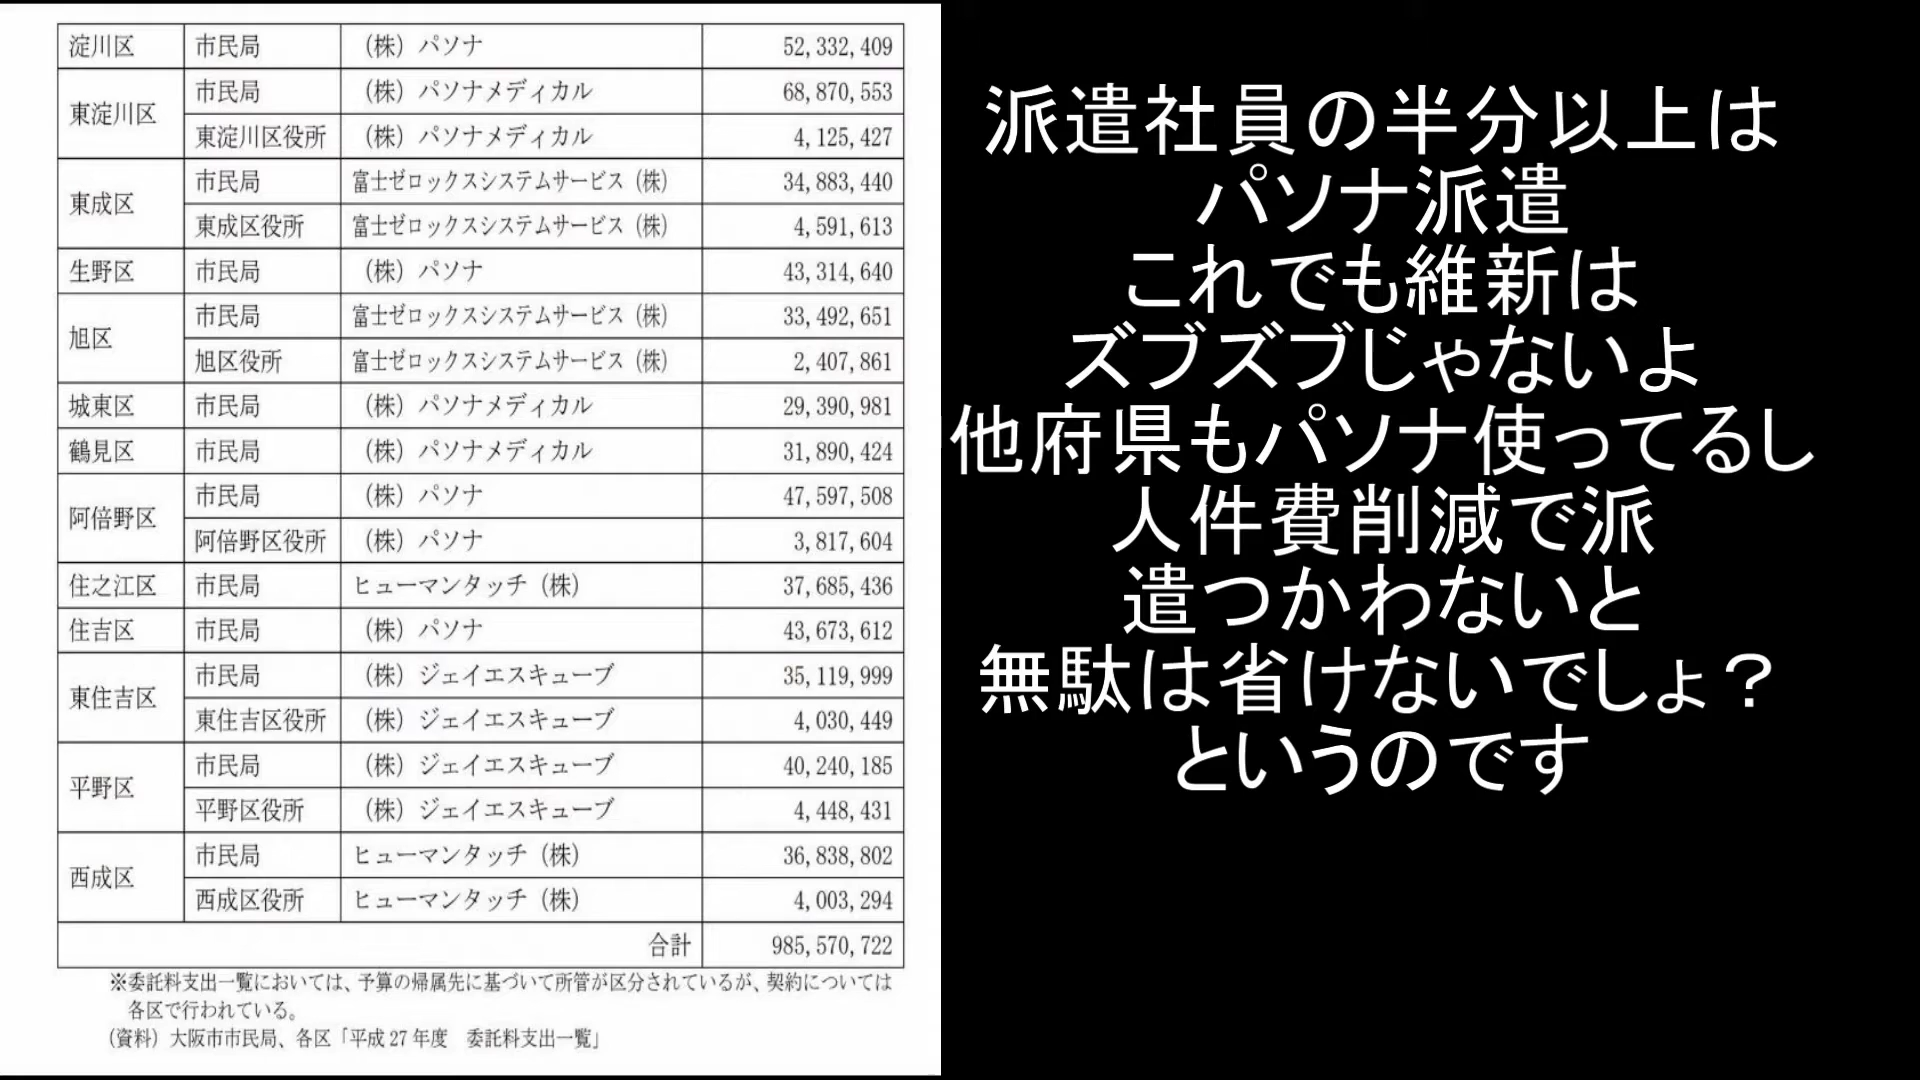 淀川区 市民局 （株）パソナ 52,332,409
東淀川区 市民局 （株）パソナメディカル 68,870,553
東淀川区役所 （株）パソナメディカル 4,125,427
東成区 市民局 富士ゼロックスシステムサービス（株） 34,883,440
東成区役所 富士ゼロックスシステムサービス（株） 4,591,613
生野区 市民局 （株）パソナ 43,314,640
旭区 市民局 富士ゼロックスシステムサービス（株） 33,492,651
旭区役所 富士ゼロックスシステムサービス（株） 2,407,861
城東区 市民局 （株）パソナメディカル 29,390,981
鶴見区 市民局 （株）パソナメディカル 31,890,424
阿倍野区 市民局 （株）パソナ 47,597,508
阿倍野区役所 （株）パソナ 3,817,604
住之江区 市民局 ヒューマンタッチ（株） 37,685,436
住吉区 市民局 （株）パソナ 43,673,612
東住吉区 市民局 （株）ジェイエスキューブ 35,119,999
東住吉区役所 （株）ジェイエスキューブ 4,030,449
平野区 市民局 （株）ジェイエスキューブ 40,240,185
平野区役所 （株）ジェイエスキューブ 4,448,431
西成区 市民局 ヒューマンタッチ（株） 36,838,802
西成区役所 ヒューマンタッチ（株） 4,003,294
合計 985,570,722
※委託料支出一覧においては、予算の帰属先に基づいて所管が区分されているが、契約については
各区で行われている。
（資料）大阪市市民局、各区「平成27年度　委託料支出一覧」
派遣社員の半分以上は
パソナ派遣
これでも維新は
ズブズブじゃないよ
他府県もパソナ使ってるし
人件費削減で派
遣つかわないと
無駄は省けないでしょ？
というのです